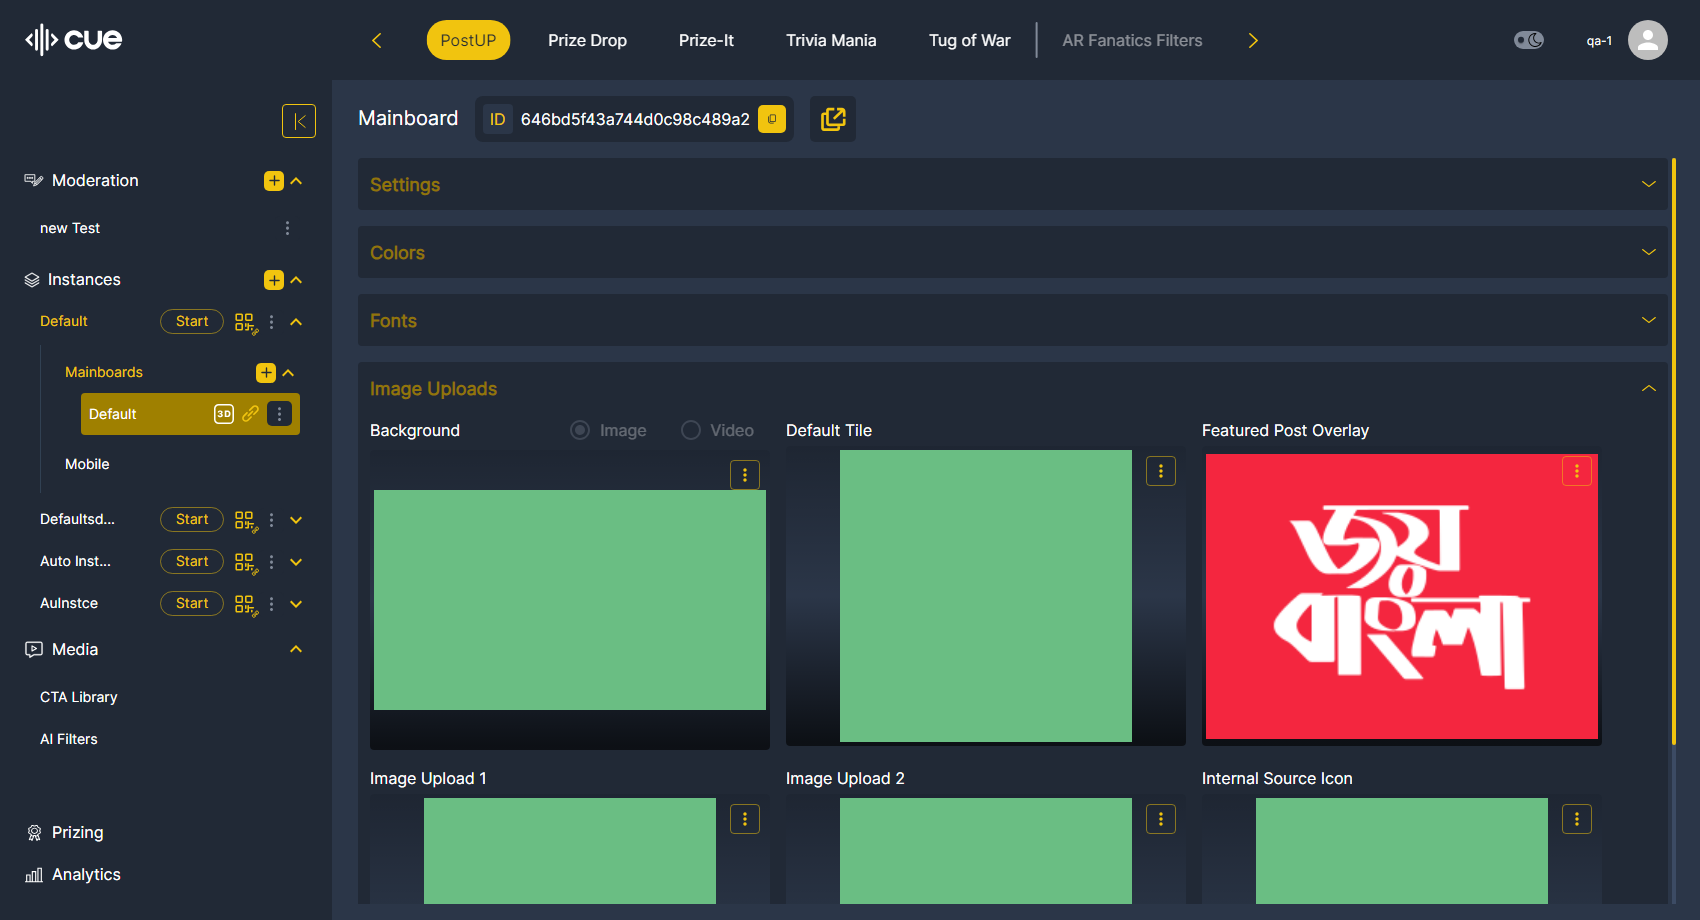 cue
PostUP
Prize Drop
Prize-It
Trivia Mania
Tug of War
AR Fanatics Filters
qa-1
Moderation
new Test
Instances
Default
Start
Mainboards
Default
3D
Mobile
Defaultsd...
Start
Auto Inst...
Start
AuInstce
Start
Media
CTA Library
AI Filters
Prizing
Analytics
Mainboard
ID
646bd5f43a744d0c98c489a2
Settings
Colors
Fonts
Image Uploads
Background
Image
Video
Default Tile
Featured Post Overlay
জয়
বাংলা
Image Upload 1
Image Upload 2
Internal Source Icon